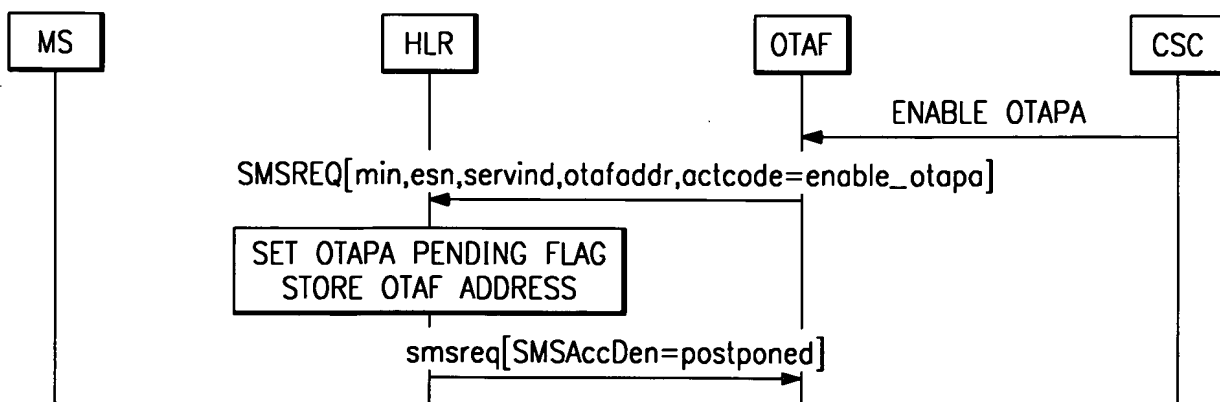 MS
HLR
OTAF
CSC
ENABLE OTAPA
SMSREQ[min,esn,servind,otafaddr,actcode=enable_otapa]
SET OTAPA PENDING FLAG
STORE OTAF ADDRESS
smsreq[SMSAccDen=postponed]